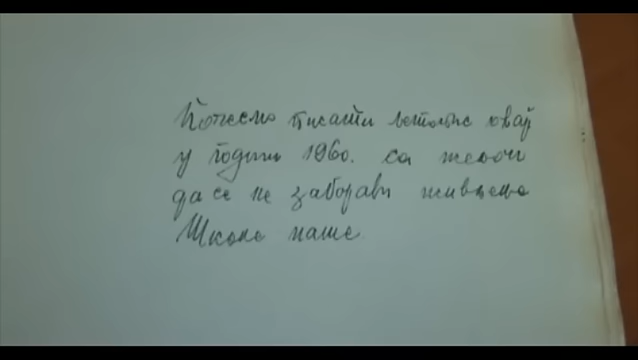 Почесмо писати летопис овај
у години 1960. са жељом
да се не заборави живљење
Школе наше